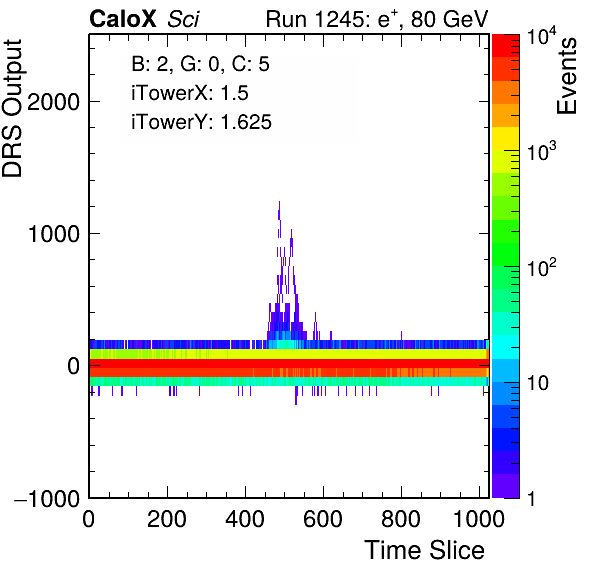 CaloX Sci Run 1245: e+, 80 GeV
B: 2, G: 0, C: 5
iTowerX: 1.5
iTowerY: 1.625
DRS Output
2000
1000
0
−1000
0 200 400 600 800 1000
Time Slice
Events
10^4
10^3
10^2
10
1